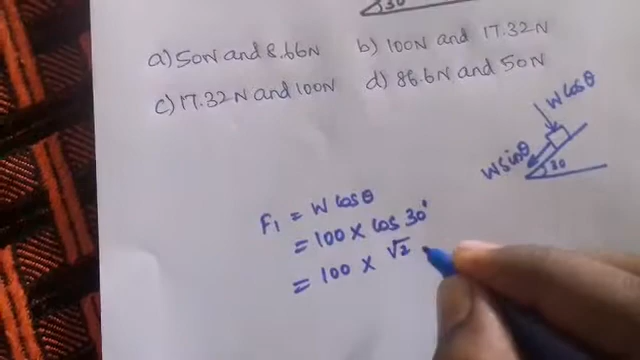 30
a) 50N and 8.66N b) 100N and 17.32N
c) 17.32N and 100N d) 86.6N and 50N
W cosθ
W sinθ
30
F₁ = W cosθ
= 100 × cos 30°
= 100 × √2